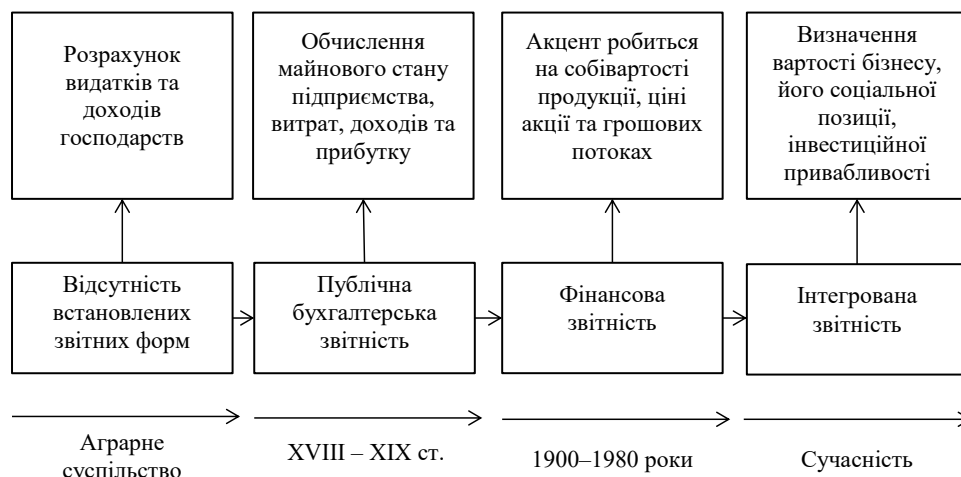 Розрахунок
видатків та
доходів
господарств
Обчислення
майнового стану
підприємства,
витрат, доходів та
прибутку
Акцент робиться
на собівартості
продукції, ціні
акції та грошових
потоках
Визначення
вартості бізнесу,
його соціальної
позиції,
інвестиційної
привабливості
Відсутність
встановлених
звітних форм
Публічна
бухгалтерська
звітність
Фінансова
звітність
Інтегрована
звітність
Аграрне
суспільство
XVIII – XIX ст.
1900–1980 роки
Сучасність